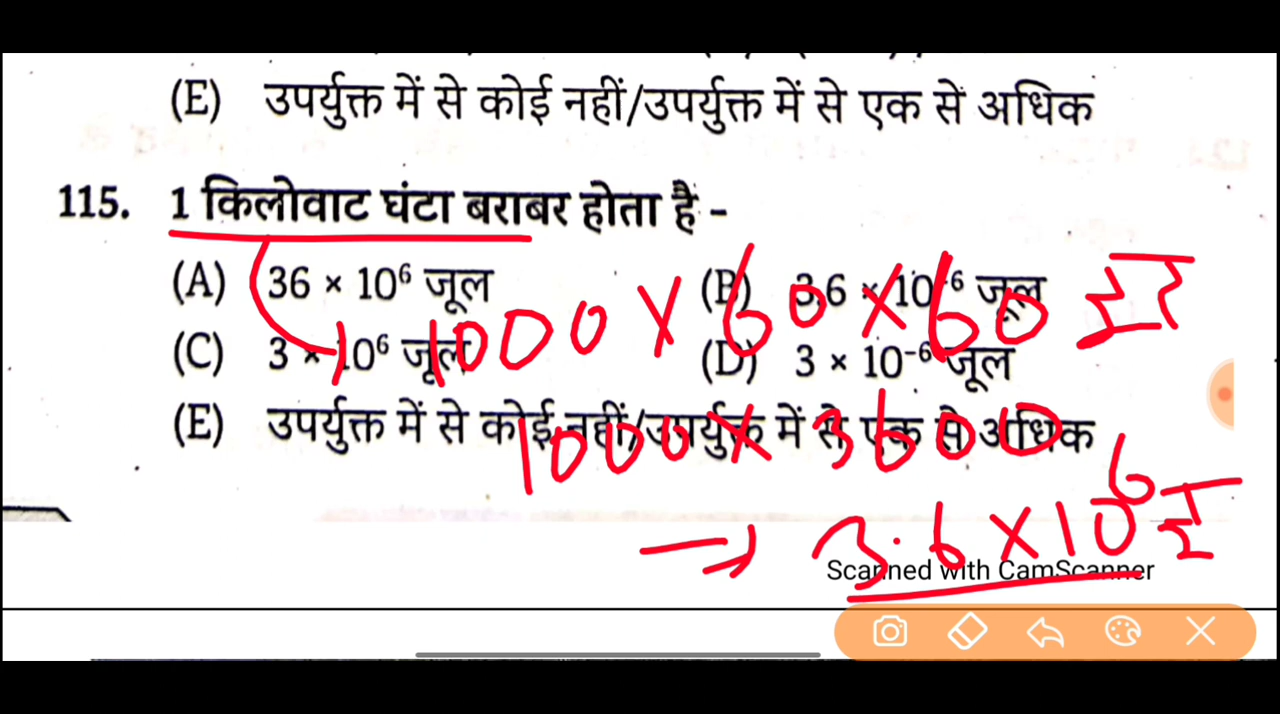 (E) उपर्युक्त में से कोई नहीं/उपर्युक्त में से एक से अधिक
115. 1 किलोवाट घंटा बराबर होता है -
(A) 36 × 10⁶ जूल (B) 3.6 × 10⁻⁶ जूल
1000 × 60 × 60
(C) 3 × 10⁶ जूल (D) 3 × 10⁻⁶ जूल
(E) उपर्युक्त में से कोई नहीं/उपर्युक्त में से एक से अधिक
1000 × 3600
→ 3.6 × 10⁶ J
Scanned with CamScanner